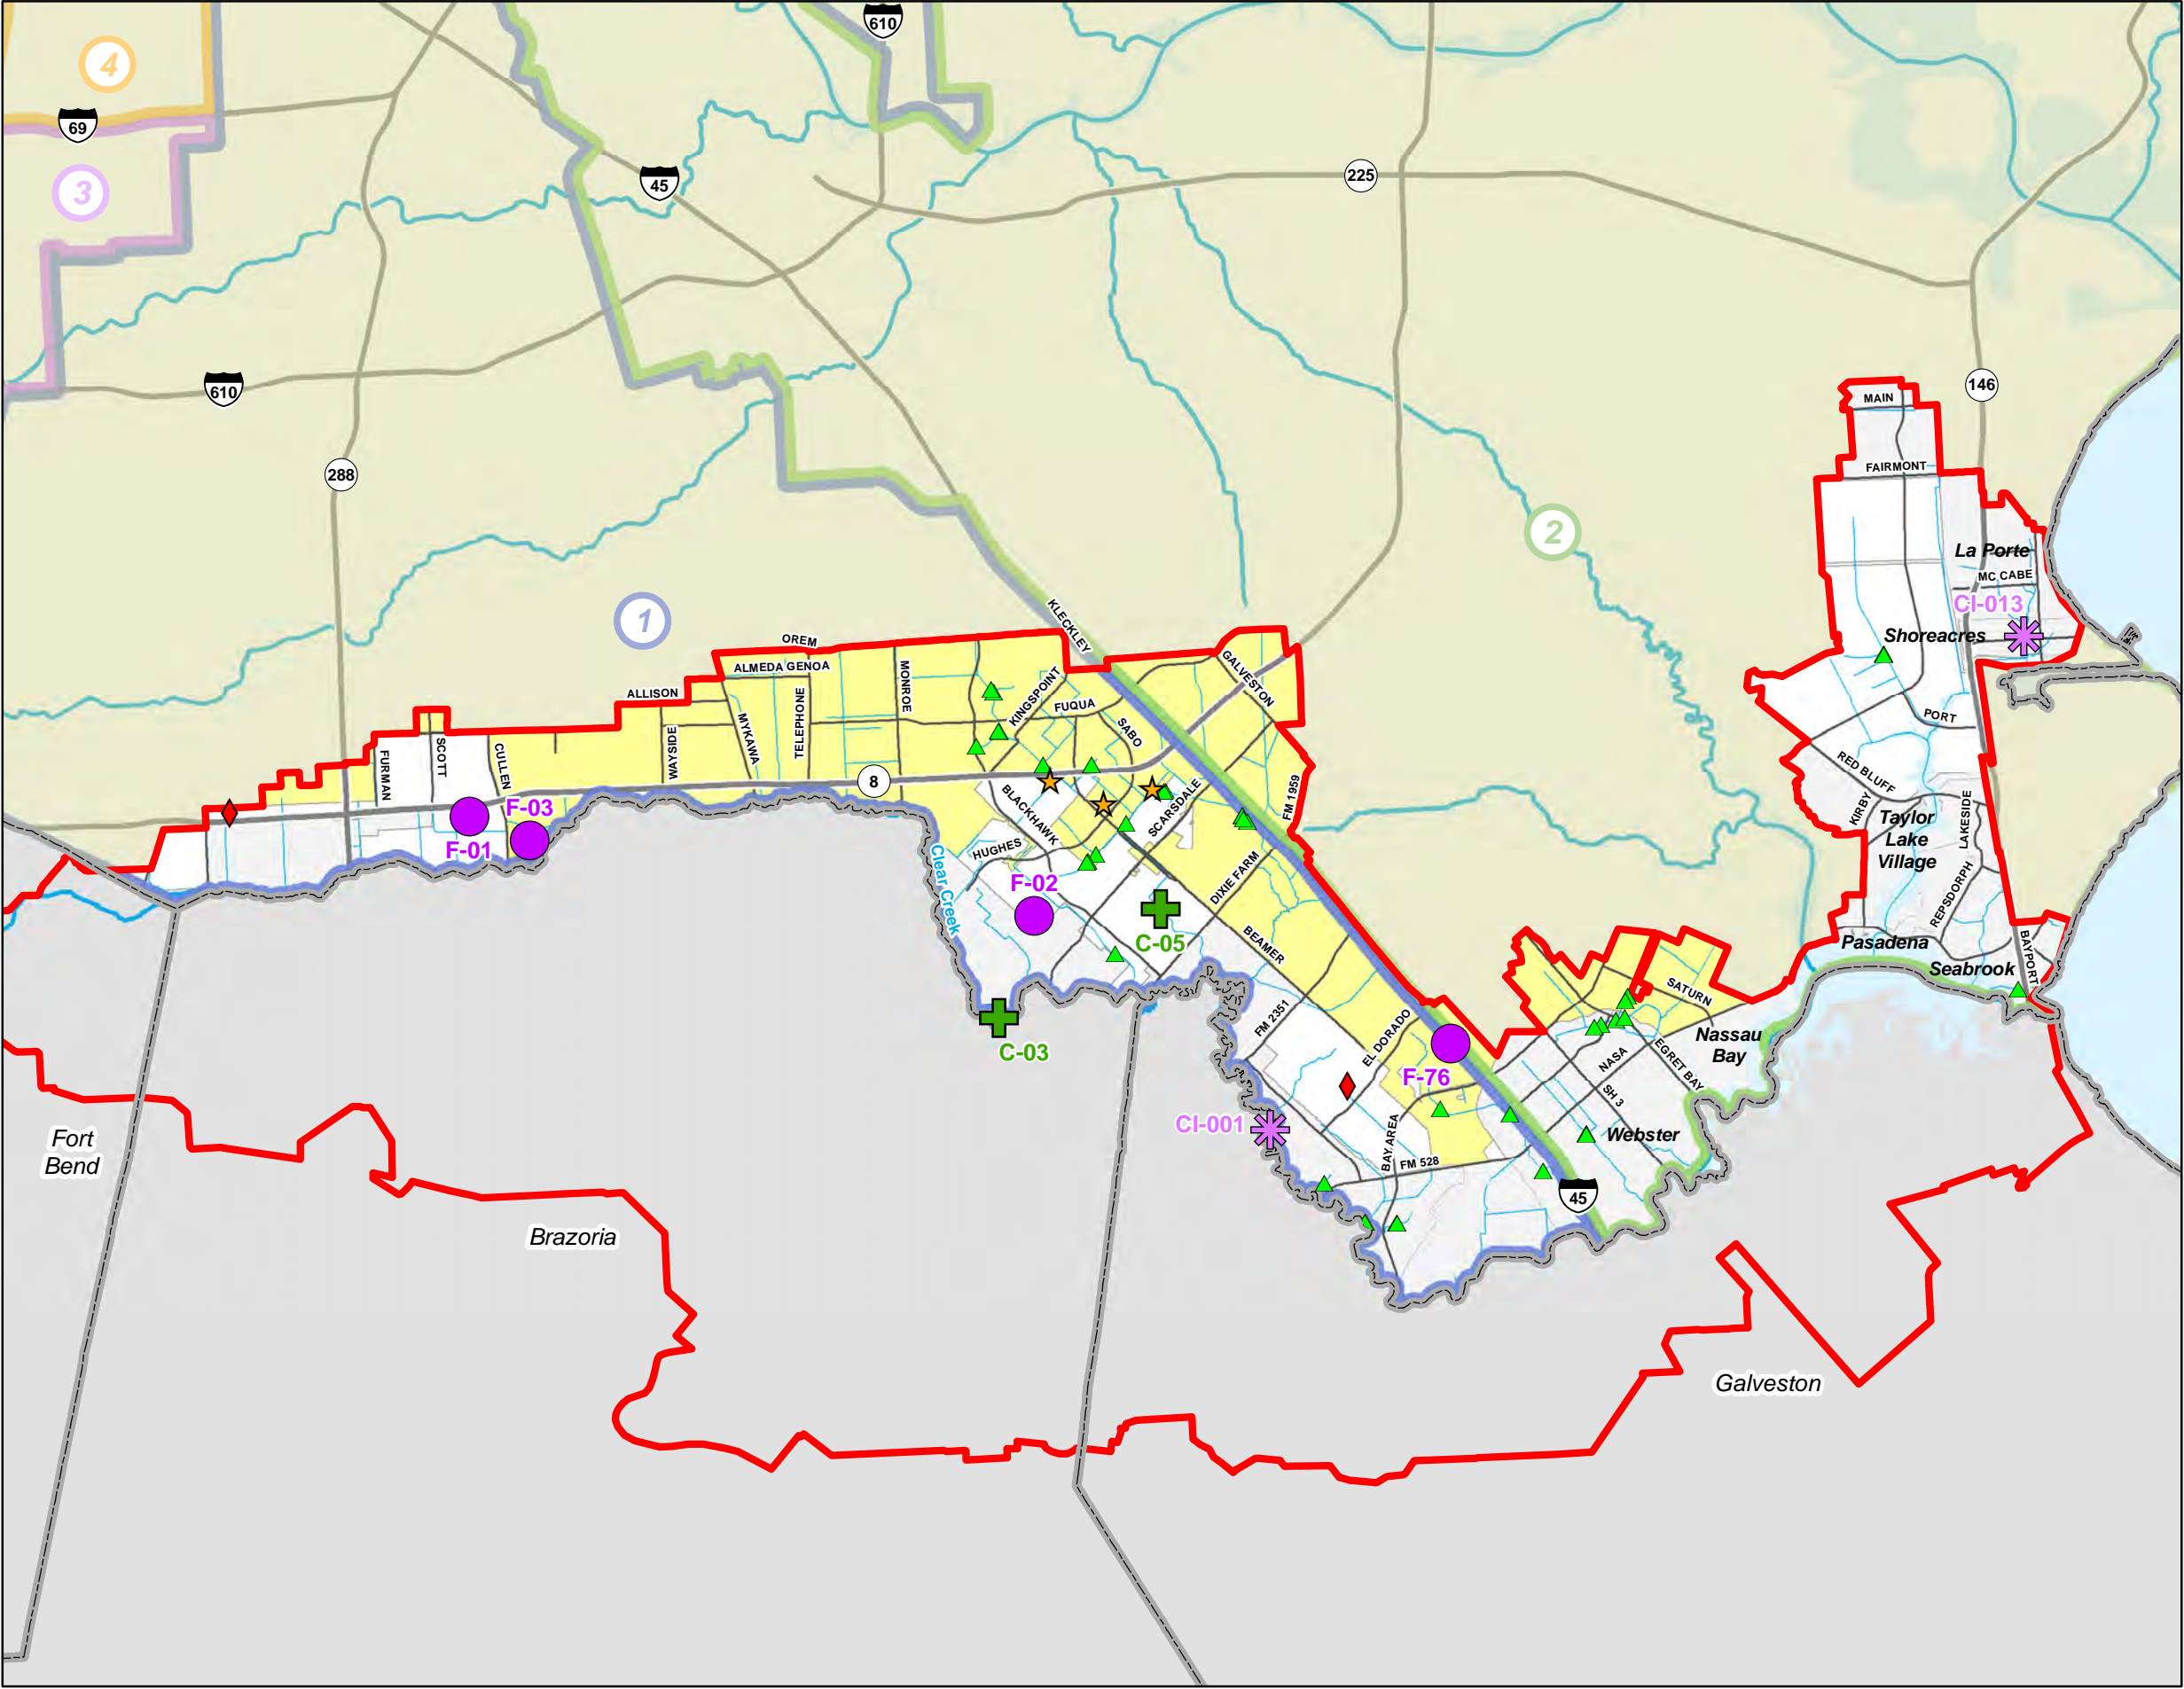 610
4
69
3
45
225
610
146
MAIN
288
FAIRMONT
2
La Porte
MC CABE
CI-013
1
KLECKLEY
Shoreacres
OREM
ALMEDA GENOA
ALLISON
MONROE
KINGSPOINT
GALVESTON
TELEPHONE
FUQUA
SABO
MYKAWA
WAYSIDE
PORT
SCOTT
CULLEN
FURMAN
8
FM 1959
RED BLUFF
F-03
F-01
BLACKHAWK
SCARSDALE
KIRBY
LAKESIDE
Taylor
Lake
Village
HUGHES
Clear Creek
F-02
DIXIE FARM
REPSDORPH
C-05
BEAMER
Pasadena
BAYPORT
Seabrook
SATURN
FM 2351
C-03
EL DORADO
Nassau
Bay
NASA
EGRET BAY
F-76
SH 3
CI-001
Webster
BAY AREA
FM 528
Fort
Bend
45
Brazoria
Galveston